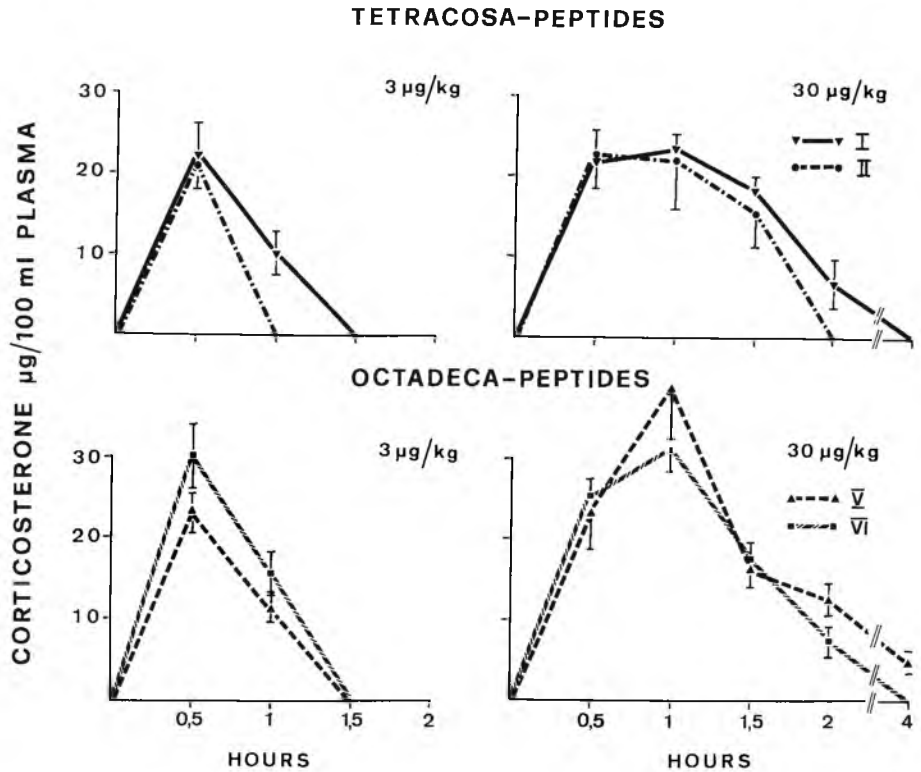 TETRACOSA-PEPTIDES
CORTICOSTERONE µg/100 ml PLASMA
3 µg/kg
30
20
10
30 µg/kg
I
II
OCTADECA-PEPTIDES
3 µg/kg
30
20
10
0,5 1 1,5 2
HOURS
30 µg/kg
V
VI
0,5 1 1,5 2 4
HOURS